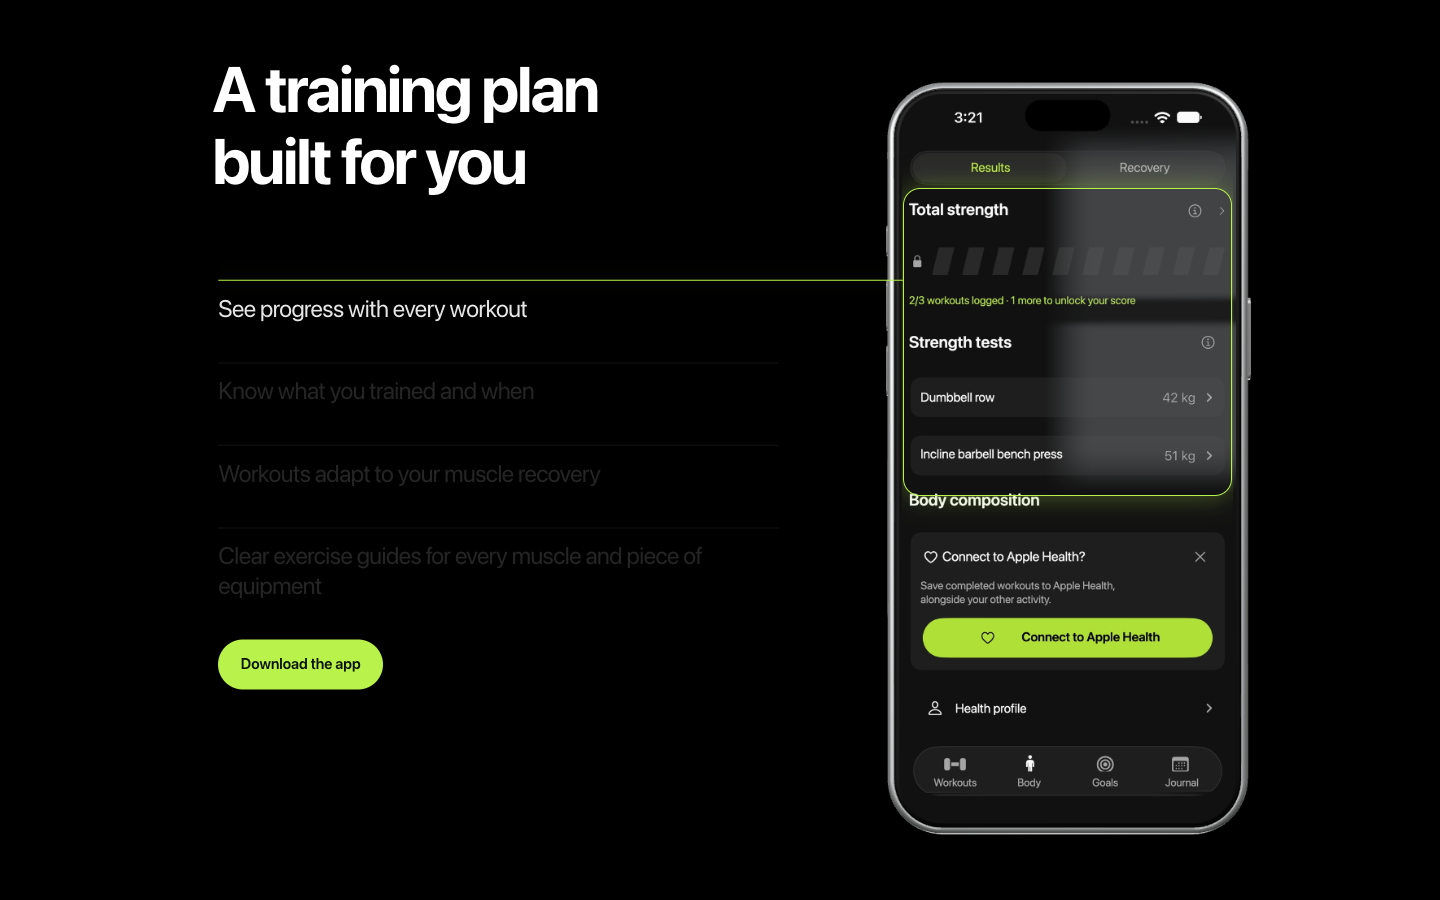 A training plan
built for you
See progress with every workout
Know what you trained and when
Workouts adapt to your muscle recovery
Clear exercise guides for every muscle and piece of
equipment
Download the app
3:21
Results
Recovery
Total strength
2/3 workouts logged · 1 more to unlock your score
Strength tests
Dumbbell row
42 kg
Incline barbell bench press
51 kg
Body composition
Connect to Apple Health?
Save completed workouts to Apple Health,
alongside your other activity.
Connect to Apple Health
Health profile
Workouts
Body
Goals
Journal